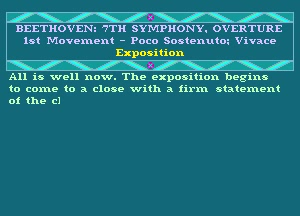 BEETHOVEN: 7TH SYMPHONY, OVERTURE
1st Movement - Poco Sostenuto; Vivace
Exposition
All is well now. The exposition begins
to come to a close with a firm statement
of the cl